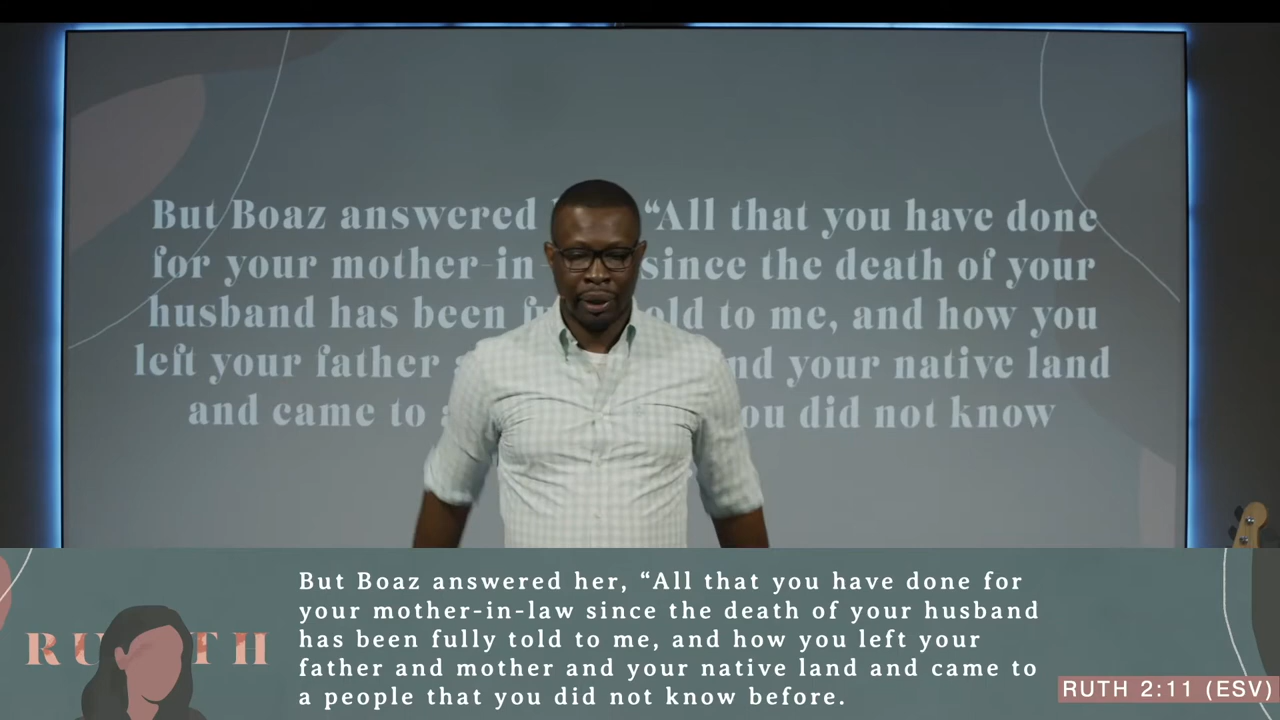 But Boaz answered “All that you have done
for your mother-in- since the death of your
husband has been told to me, and how you
left your father and your native land
and came to you did not know
But Boaz answered her, “All that you have done for
your mother-in-law since the death of your husband
has been fully told to me, and how you left your
father and mother and your native land and came to
a people that you did not know before.
RUTH
RUTH 2:11 (ESV)